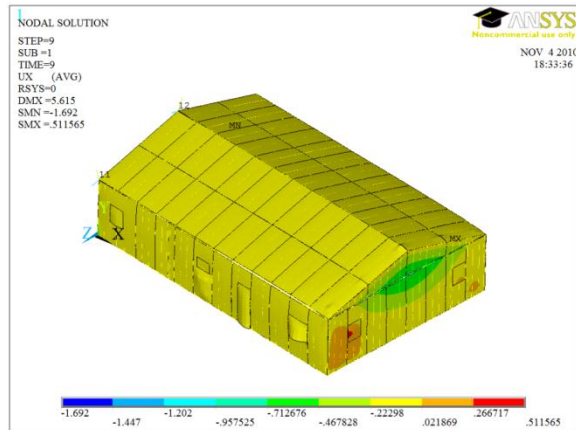 1
NODAL SOLUTION
STEP=9
SUB =1
TIME=9
UX (AVG)
RSYS=0
DMX=5.615
SMN=-1.692
SMX=.511565
ANSYS
Noncommercial use only
NOV 4 2010
18:33:36
12
MN
11
Y
Z X
MX
-1.692 -1.202 -.712676 -.22298 .266717
-1.447 -.957525 -.467828 .021869 .511565